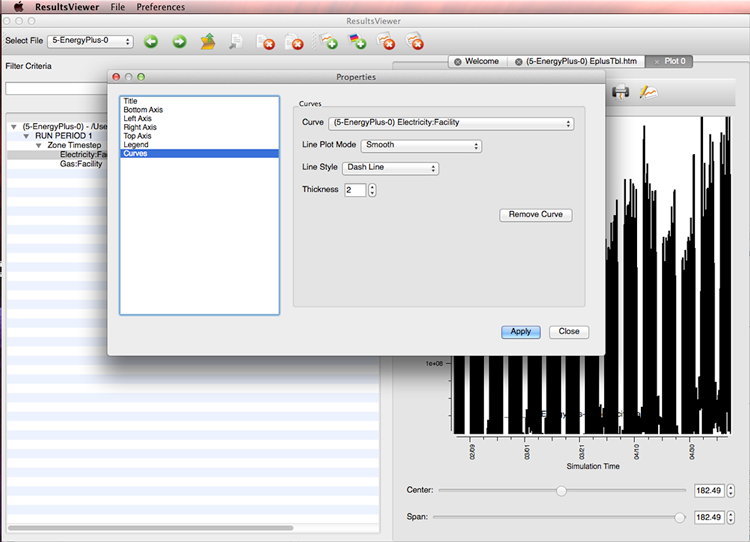 ResultsViewer File Preferences
ResultsViewer
Select File 5-EnergyPlus-0
Filter Criteria
Welcome (5-EnergyPlus-0) EplusTbl.htm Plot 0
(5-EnergyPlus-0) - /Use
RUN PERIOD 1
Zone Timestep
Electricity:Fac
Gas:Facility
Properties
Title
Bottom Axis
Left Axis
Right Axis
Top Axis
Legend
Curves
Curves
Curve (5-EnergyPlus-0) Electricity:Facility
Line Plot Mode Smooth
Line Style Dash Line
Thickness 2
Remove Curve
Apply Close
1e+08
02/09 03/01 03/21 04/10 04/30
Simulation Time
Center: 182.49
Span: 182.49